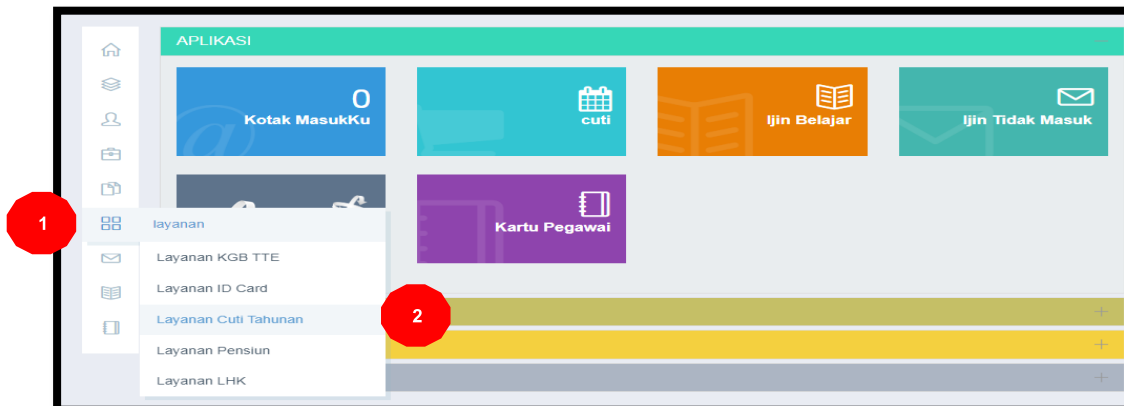 APLIKASI
0
Kotak MasukKu
cuti
Ijin Belajar
Ijin Tidak Masuk
Kartu Pegawai
1
layanan
Layanan KGB TTE
Layanan ID Card
Layanan Cuti Tahunan
2
Layanan Pensiun
Layanan LHK